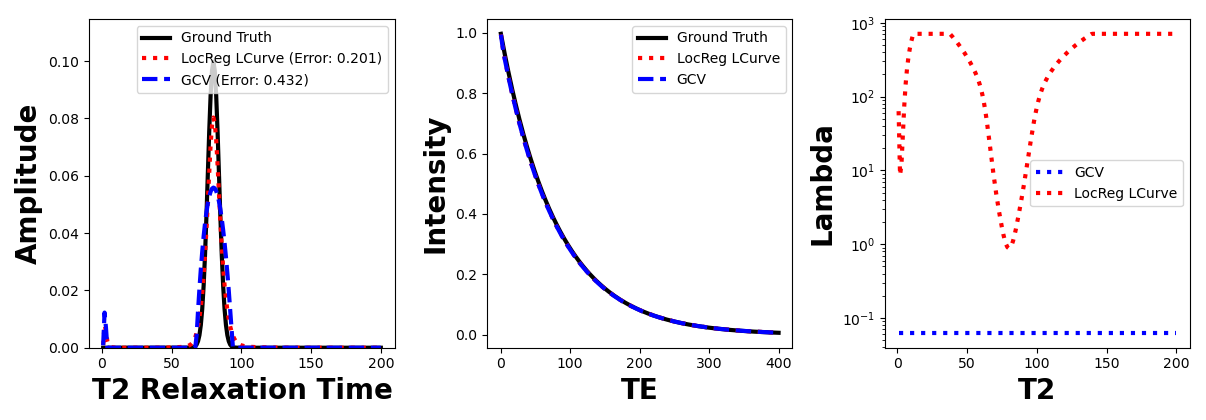 Amplitude
0.10
0.08
0.06
0.04
0.02
0.00
Ground Truth
LocReg LCurve (Error: 0.201)
GCV (Error: 0.432)
0 50 100 150 200
T2 Relaxation Time
Intensity
1.0
0.8
0.6
0.4
0.2
0.0
Ground Truth
LocReg LCurve
GCV
0 100 200 300 400
TE
Lambda
10³
10²
10¹
10⁰
10⁻¹
GCV
LocReg LCurve
0 50 100 150 200
T2